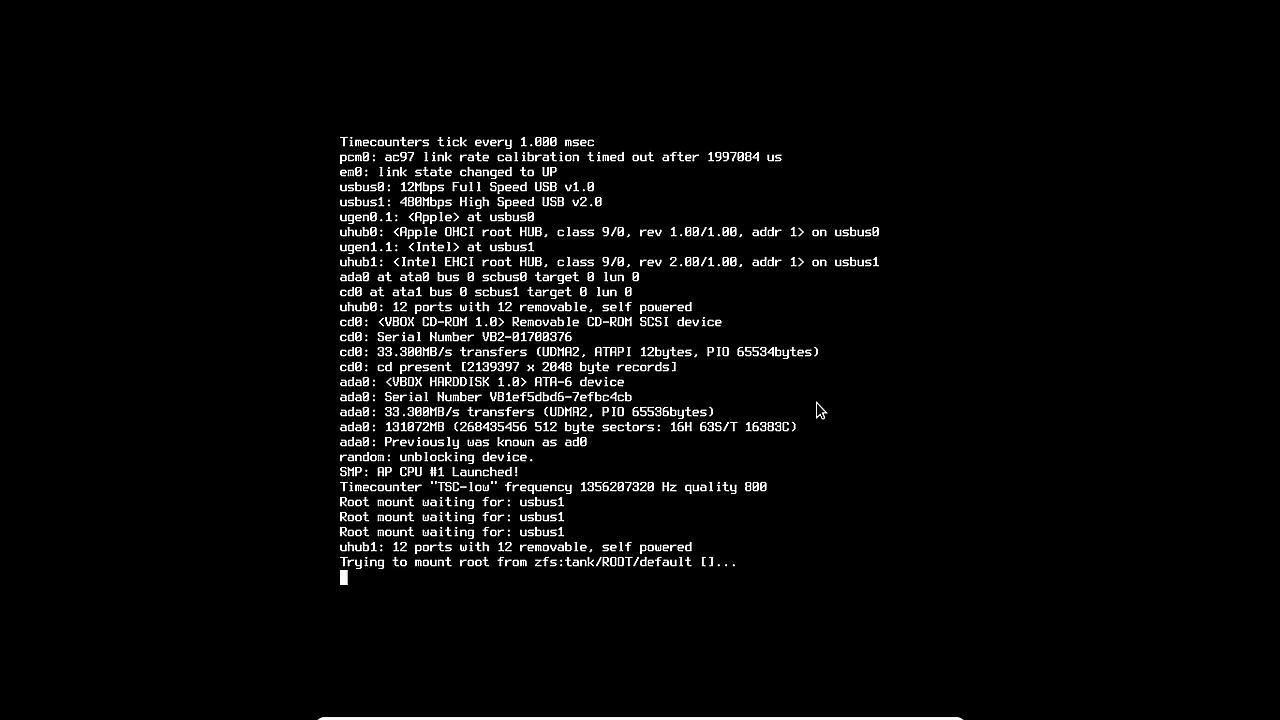 Timecounters tick every 1.000 msec
pcm0: ac97 link rate calibration timed out after 1997084 us
em0: link state changed to UP
usbus0: 12Mbps Full Speed USB v1.0
usbus1: 480Mbps High Speed USB v2.0
ugen0.1: <Apple> at usbus0
uhub0: <Apple OHCI root HUB, class 9/0, rev 1.00/1.00, addr 1> on usbus0
ugen1.1: <Intel> at usbus1
uhub1: <Intel EHCI root HUB, class 9/0, rev 2.00/1.00, addr 1> on usbus1
ada0 at ata0 bus 0 scbus0 target 0 lun 0
cd0 at ata1 bus 0 scbus1 target 0 lun 0
uhub0: 12 ports with 12 removable, self powered
cd0: <VBOX CD-ROM 1.0> Removable CD-ROM SCSI device
cd0: Serial Number VB2-01700376
cd0: 33.300MB/s transfers (UDMA2, ATAPI 12bytes, PIO 65534bytes)
cd0: cd present [2139397 x 2048 byte records]
ada0: <VBOX HARDDISK 1.0> ATA-6 device
ada0: Serial Number VB1ef5dbd6-7efbc4cb
ada0: 33.300MB/s transfers (UDMA2, PIO 65536bytes)
ada0: 131072MB (268435456 512 byte sectors: 16H 63S/T 16383C)
ada0: Previously was known as ad0
random: unblocking device.
SMP: AP CPU #1 Launched!
Timecounter "TSC-low" frequency 1356207320 Hz quality 800
Root mount waiting for: usbus1
Root mount waiting for: usbus1
Root mount waiting for: usbus1
uhub1: 12 ports with 12 removable, self powered
Trying to mount root from zfs:tank/ROOT/default []...